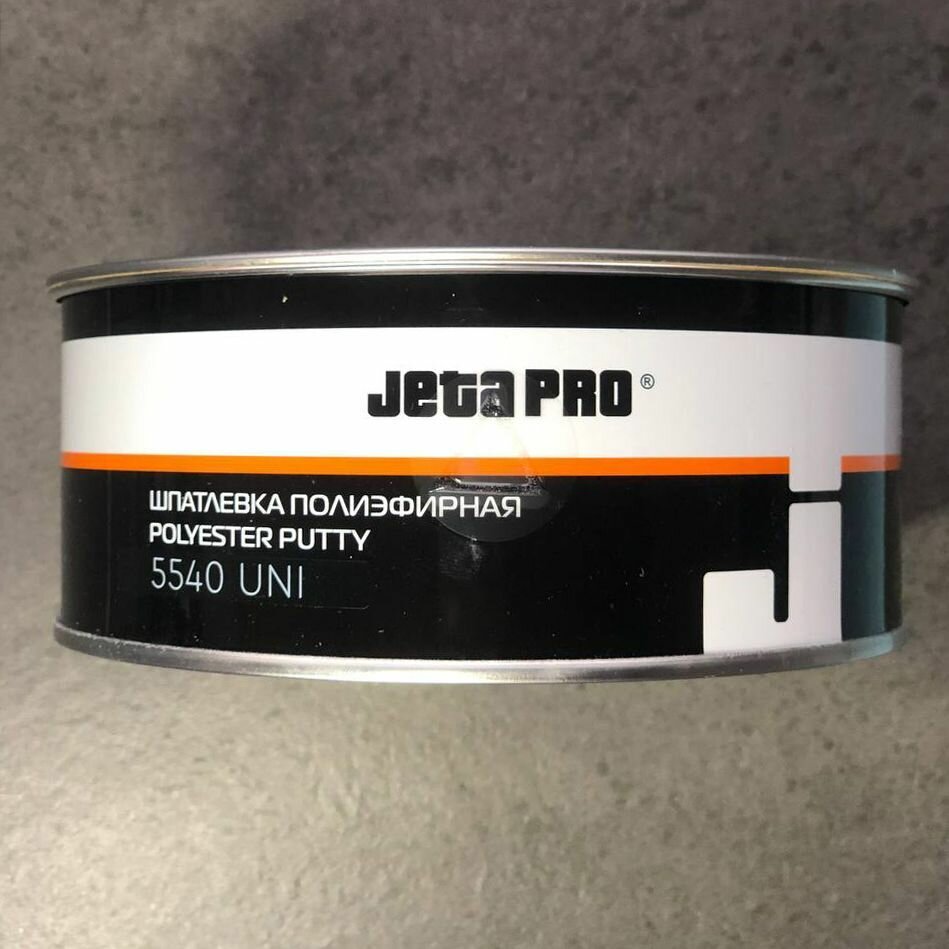 Jeta PRO®
ШПАТЛЕВКА ПОЛИЭФИРНАЯ
POLYESTER PUTTY
5540 UNI